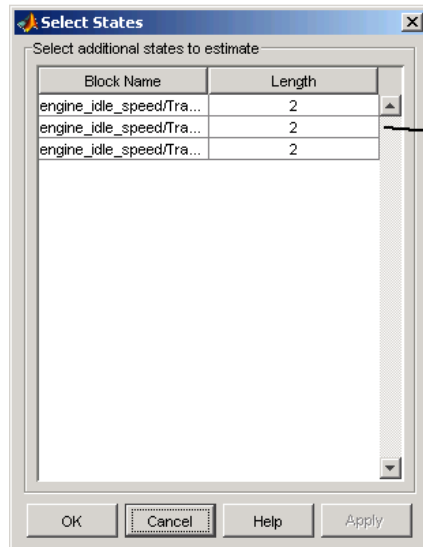 Select States
Select additional states to estimate
Block Name Length
engine_idle_speed/Tra... 2
engine_idle_speed/Tra... 2
engine_idle_speed/Tra... 2
OK Cancel Help Apply